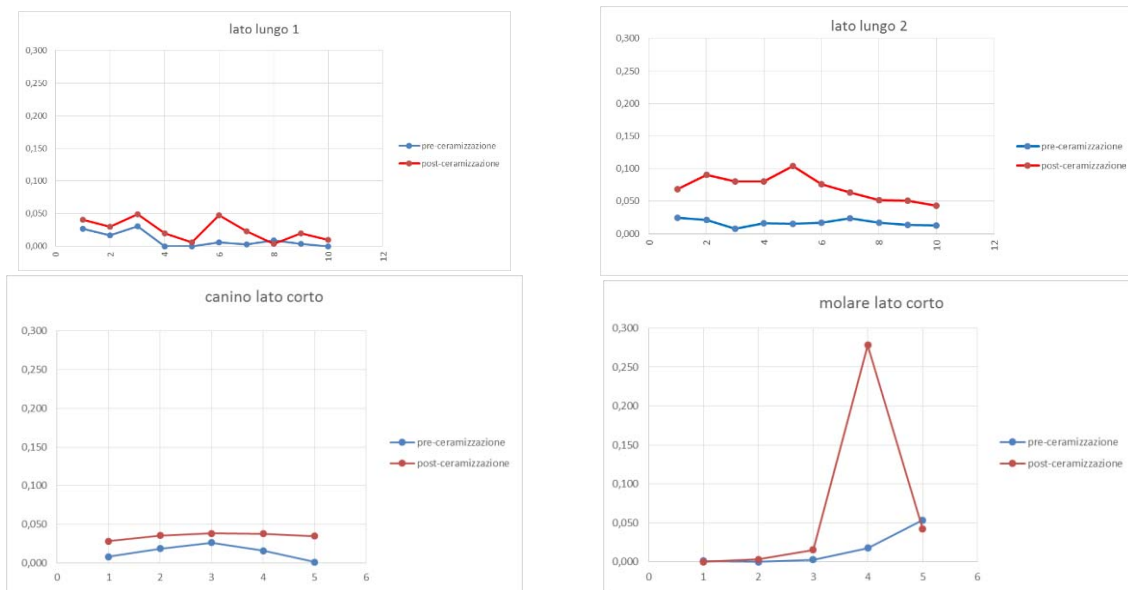 lato lungo 1
0,300
0,250
0,200
0,150
0,100
0,050
0,000
0 2 4 6 8 10 12
pre-ceramizzazione
post-ceramizzazione
lato lungo 2
0,300
0,250
0,200
0,150
0,100
0,050
0,000
0 2 4 6 8 10 12
pre-ceramizzazione
post-ceramizzazione
canino lato corto
0,300
0,250
0,200
0,150
0,100
0,050
0,000
0 1 2 3 4 5 6
pre-ceramizzazione
post-ceramizzazione
molare lato corto
0,300
0,250
0,200
0,150
0,100
0,050
0,000
0 1 2 3 4 5 6
pre-ceramizzazione
post-ceramizzazione